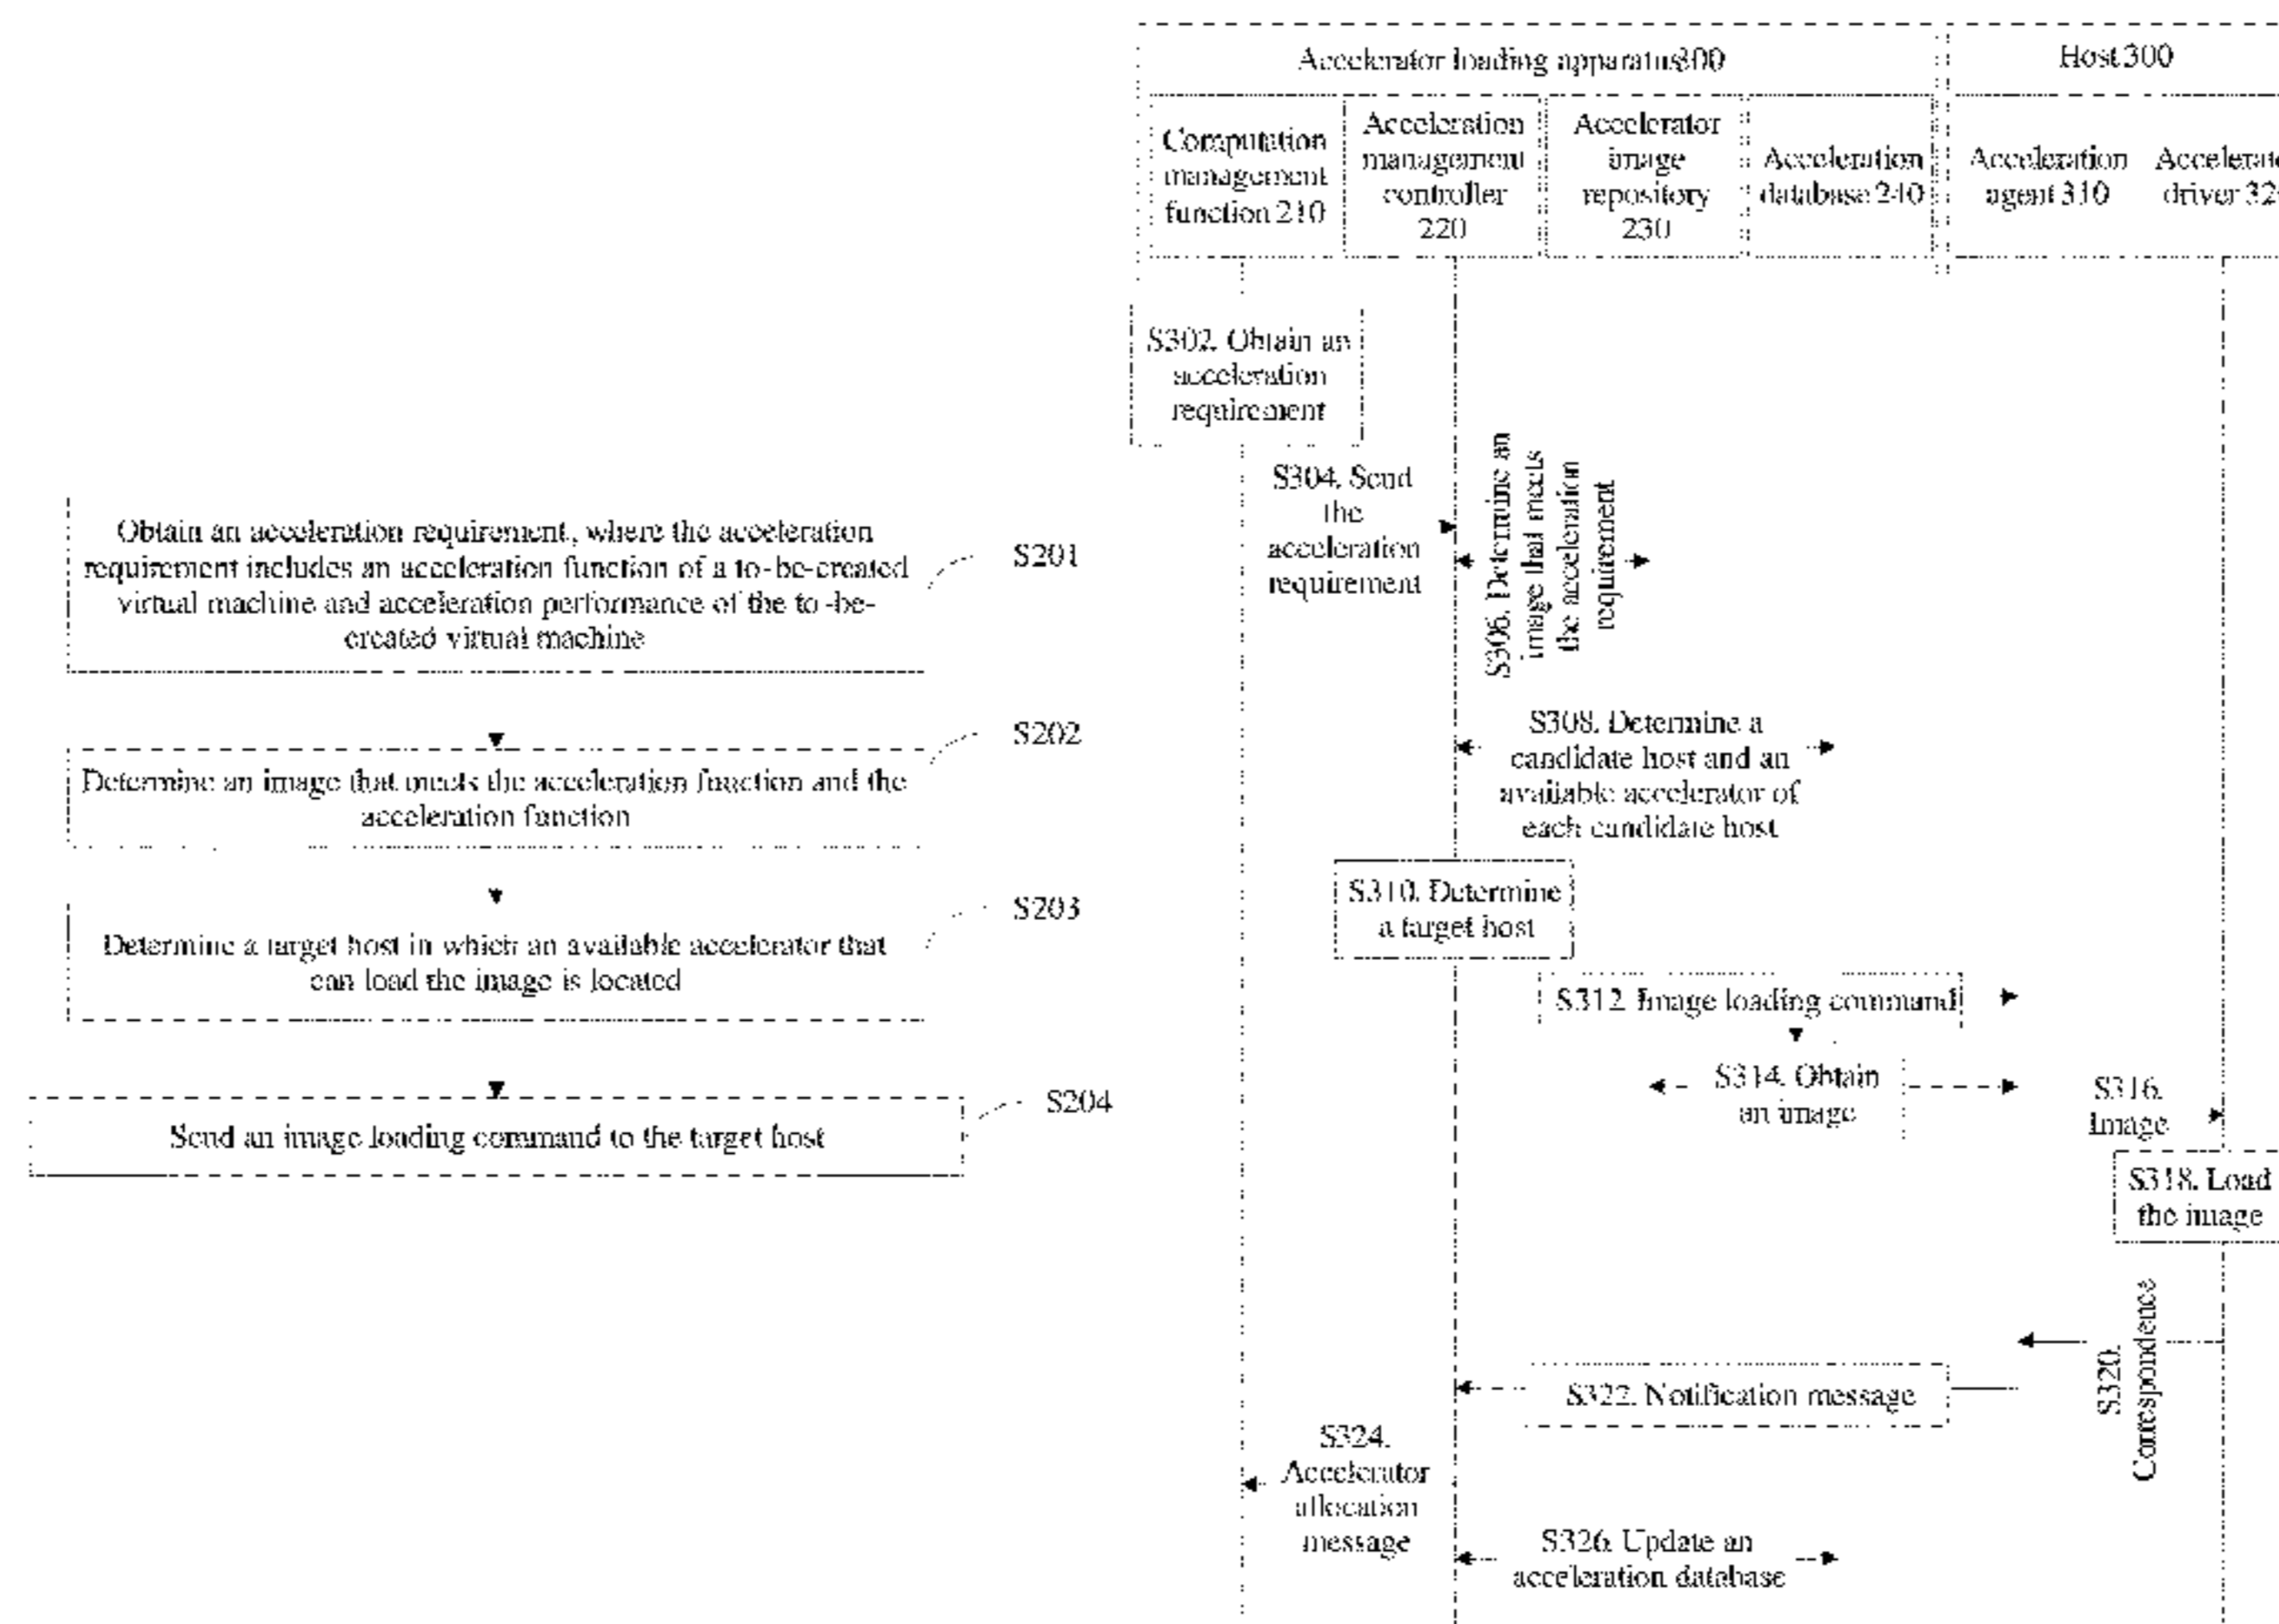 Obtain an acceleration requirement, where the acceleration
requirement includes an acceleration function of a to-be-created
virtual machine and acceleration performance of the to-be-
created virtual machine
S201
Determine an image that meets the acceleration function and the
acceleration function
S202
Determine a target host in which an available accelerator that
can load the image is located
S203
Send an image loading command to the target host
S204
Accelerator loading apparatus300
Host 300
Computation
management
function 210
Acceleration
management
controller
220
Accelerator
image
repository
230
Acceleration
database 240
Acceleration
agent 310
driver
S302. Obtain an
acceleration
requirement
S304. Send
the
acceleration
requirement
S306. Determine an
image that meets
the acceleration
requirement
S308. Determine a
candidate host and an
available accelerator of
each candidate host
S310. Determine
a target host
S312. Image loading command
S314. Obtain
an image
S316.
Image
S318. Load
the image
S320.
Correspondence
S322. Notification message
S324.
Accelerator
allocation
message
S326. Update an
acceleration database